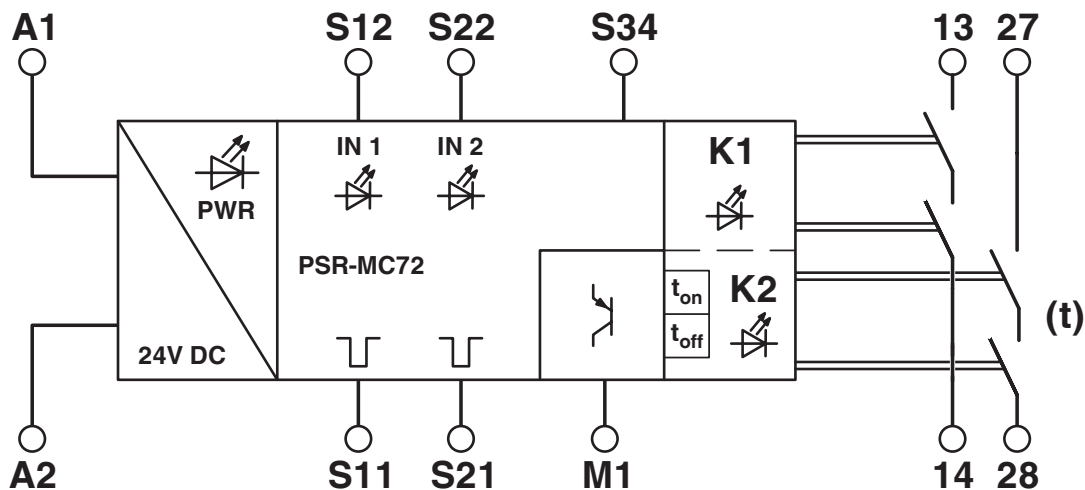 A1 S12 S22 S34 13 27
IN 1 IN 2 K1
PWR
PSR-MC72
ton K2
toff
(t)
24V DC
A2 S11 S21 M1 14 28